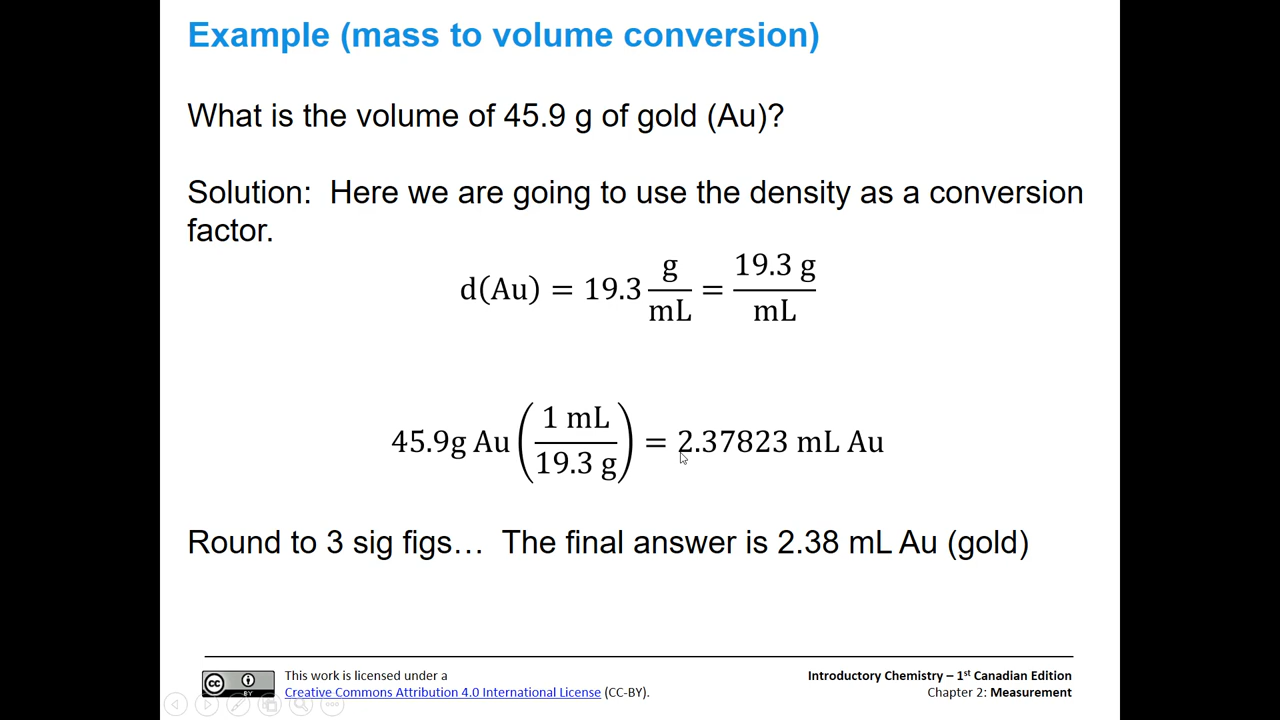 Example (mass to volume conversion)
What is the volume of 45.9 g of gold (Au)?
Solution:  Here we are going to use the density as a conversion
factor.
d(Au) = 19.3 g/mL = 19.3 g/mL
45.9g Au (1 mL/19.3 g) = 2.37823 mL Au
Round to 3 sig figs…  The final answer is 2.38 mL Au (gold)
cc BY
This work is licensed under a
Creative Commons Attribution 4.0 International License (CC-BY).
Introductory Chemistry – 1st Canadian Edition
Chapter 2: Measurement